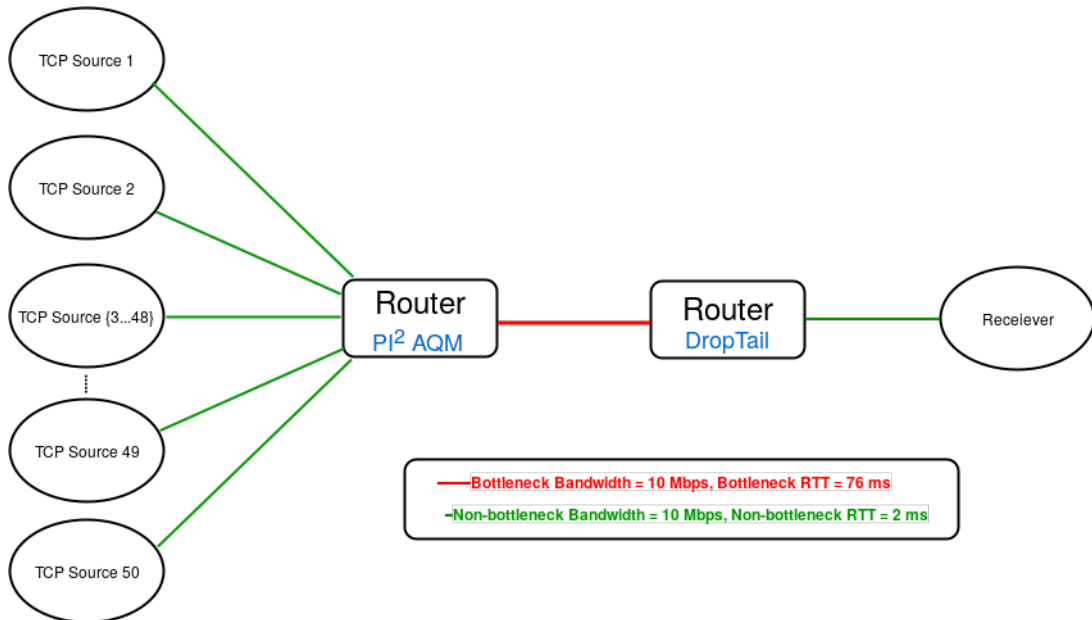 TCP Source 1
TCP Source 2
TCP Source {3...48}
TCP Source 49
TCP Source 50
Router
PI2 AQM
Router
DropTail
Receiever
Bottleneck Bandwidth = 10 Mbps, Bottleneck RTT = 76 ms
Non-bottleneck Bandwidth = 10 Mbps, Non-bottleneck RTT = 2 ms